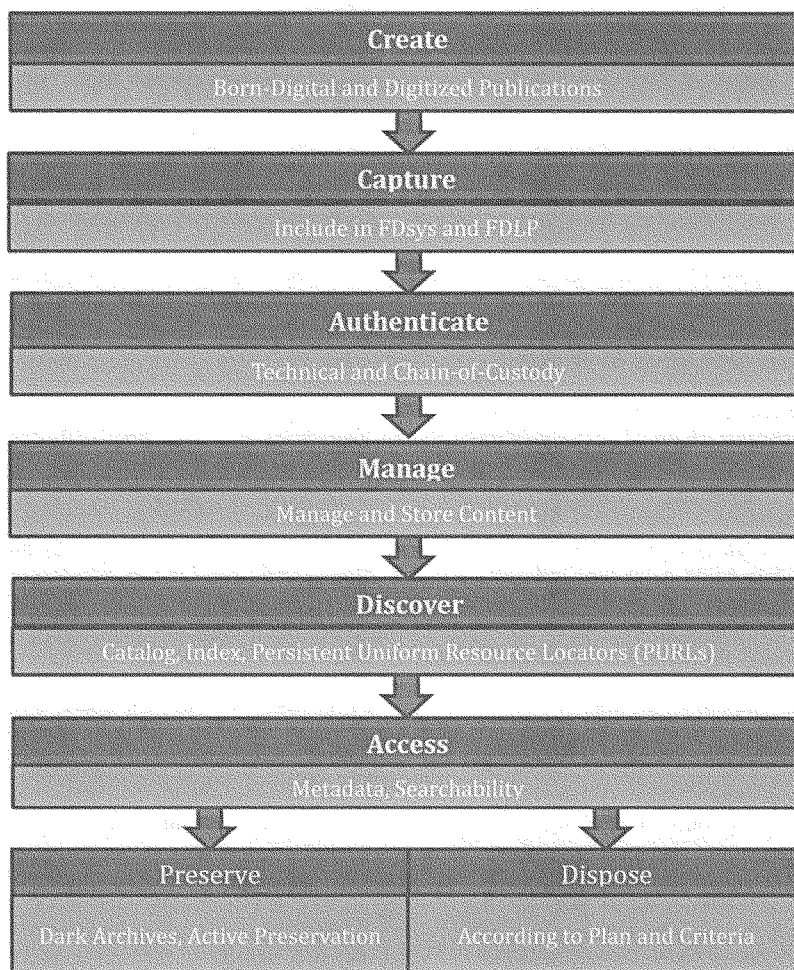 Create
Born-Digital and Digitized Publications
Capture
Include in FDsys and FDLP
Authenticate
Technical and Chain-of-Custody
Manage
Manage and Store Content
Discover
Catalog, Index, Persistent Uniform Resource Locators (PURLs)
Access
Metadata, Searchability
Preserve
Dispose
Dark Archives, Active Preservation
According to Plan and Criteria